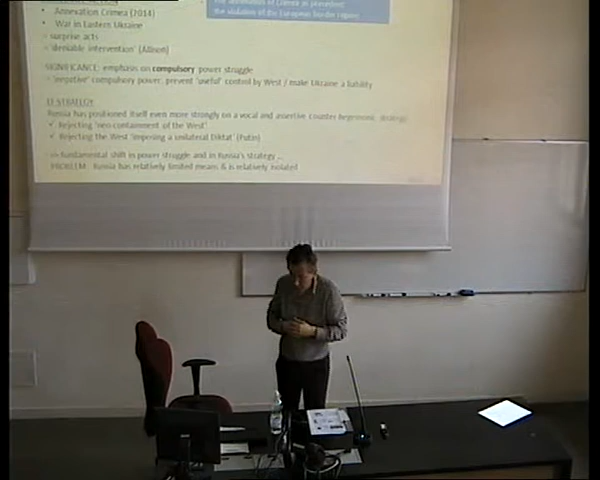 Annexation Crimea (2014)
the violation of the European border regime
• War in Eastern Ukraine
- surprise acts
- 'deniable intervention' (Allison)
SIGNIFICANCE: emphasis on compulsory power struggle
'negative' compulsory power: prevent 'useful' control by West / make Ukraine a liability
STRATEGY
Russia has positioned itself even more strongly on a vocal and assertive counter hegemonic strategy
✓ Rejecting 'neo containment of the West'
✓ Rejecting the West 'imposing a unilateral Diktat' (Putin)
fundamental shift in power struggle and in Russia's strategy ...
PROBLEM: Russia has relatively limited means & is relatively isolated